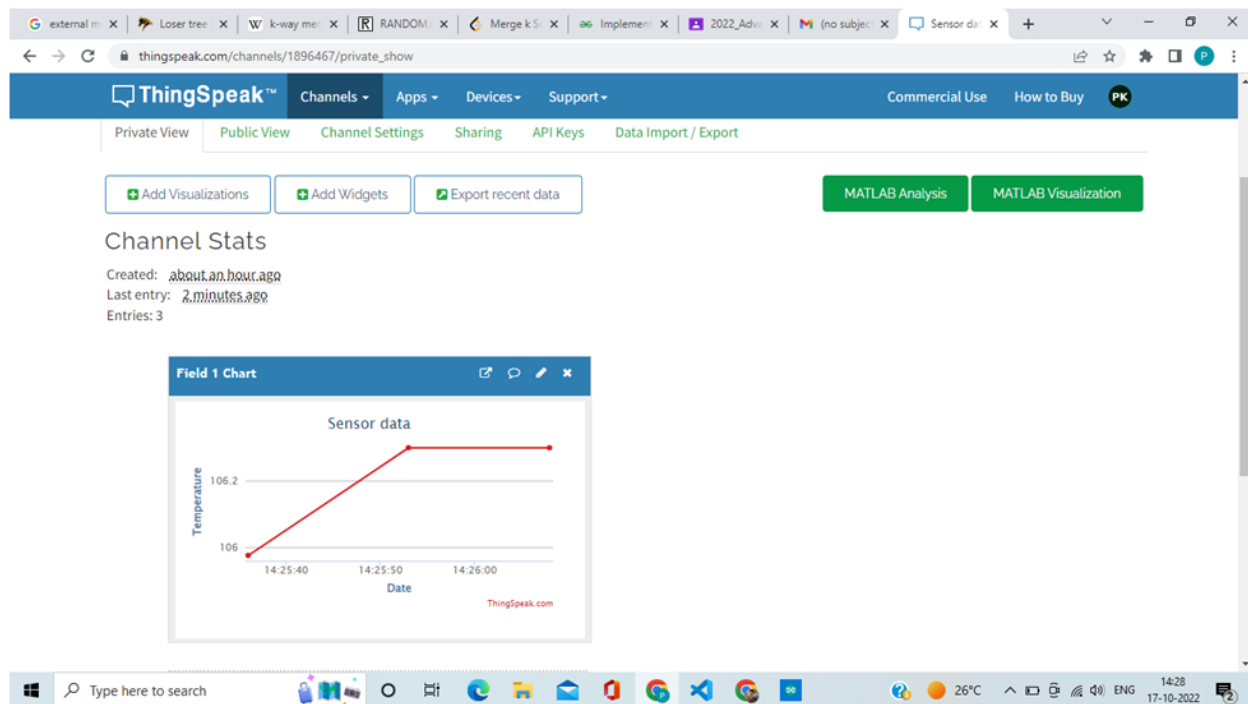 external m
Loser tree
W k-way mer
R RANDOM.
Merge k So
Implement
2022_Adva
(no subject
Sensor dat
thingspeak.com/channels/1896467/private_show
P
ThingSpeak™ Channels Apps Devices Support Commercial Use How to Buy PK
Private View Public View Channel Settings Sharing API Keys Data Import / Export
Add Visualizations Add Widgets Export recent data MATLAB Analysis MATLAB Visualization
Channel Stats
Created: about an hour ago
Last entry: 2 minutes ago
Entries: 3
Field 1 Chart
Sensor data
Temperature
106.2
106
14:25:40 14:25:50 14:26:00
Date
ThingSpeak.com
Type here to search
26°C ENG 14:28
17-10-2022
2